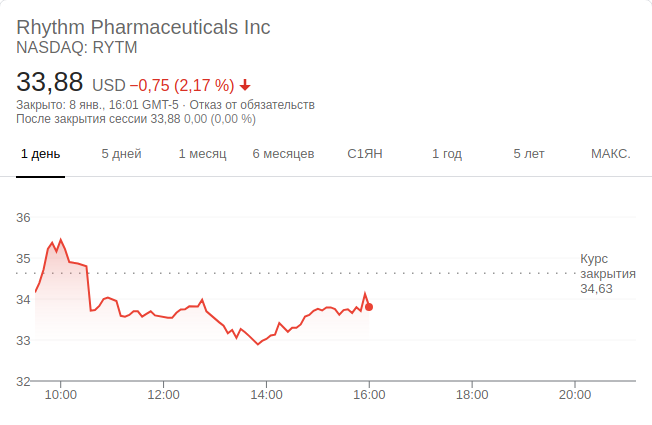 Rhythm Pharmaceuticals Inc
NASDAQ: RYTM
33,88 USD −0,75 (2,17 %)
Закрыто: 8 янв., 16:01 GMT-5 · Отказ от обязательств
После закрытия сессии 33,88 0,00 (0,00 %)
1 день 5 дней 1 месяц 6 месяцев С1ЯН 1 год 5 лет МАКС.
36
35
34
33
32
Курс
закрытия
34,63
10:00 12:00 14:00 16:00 18:00 20:00